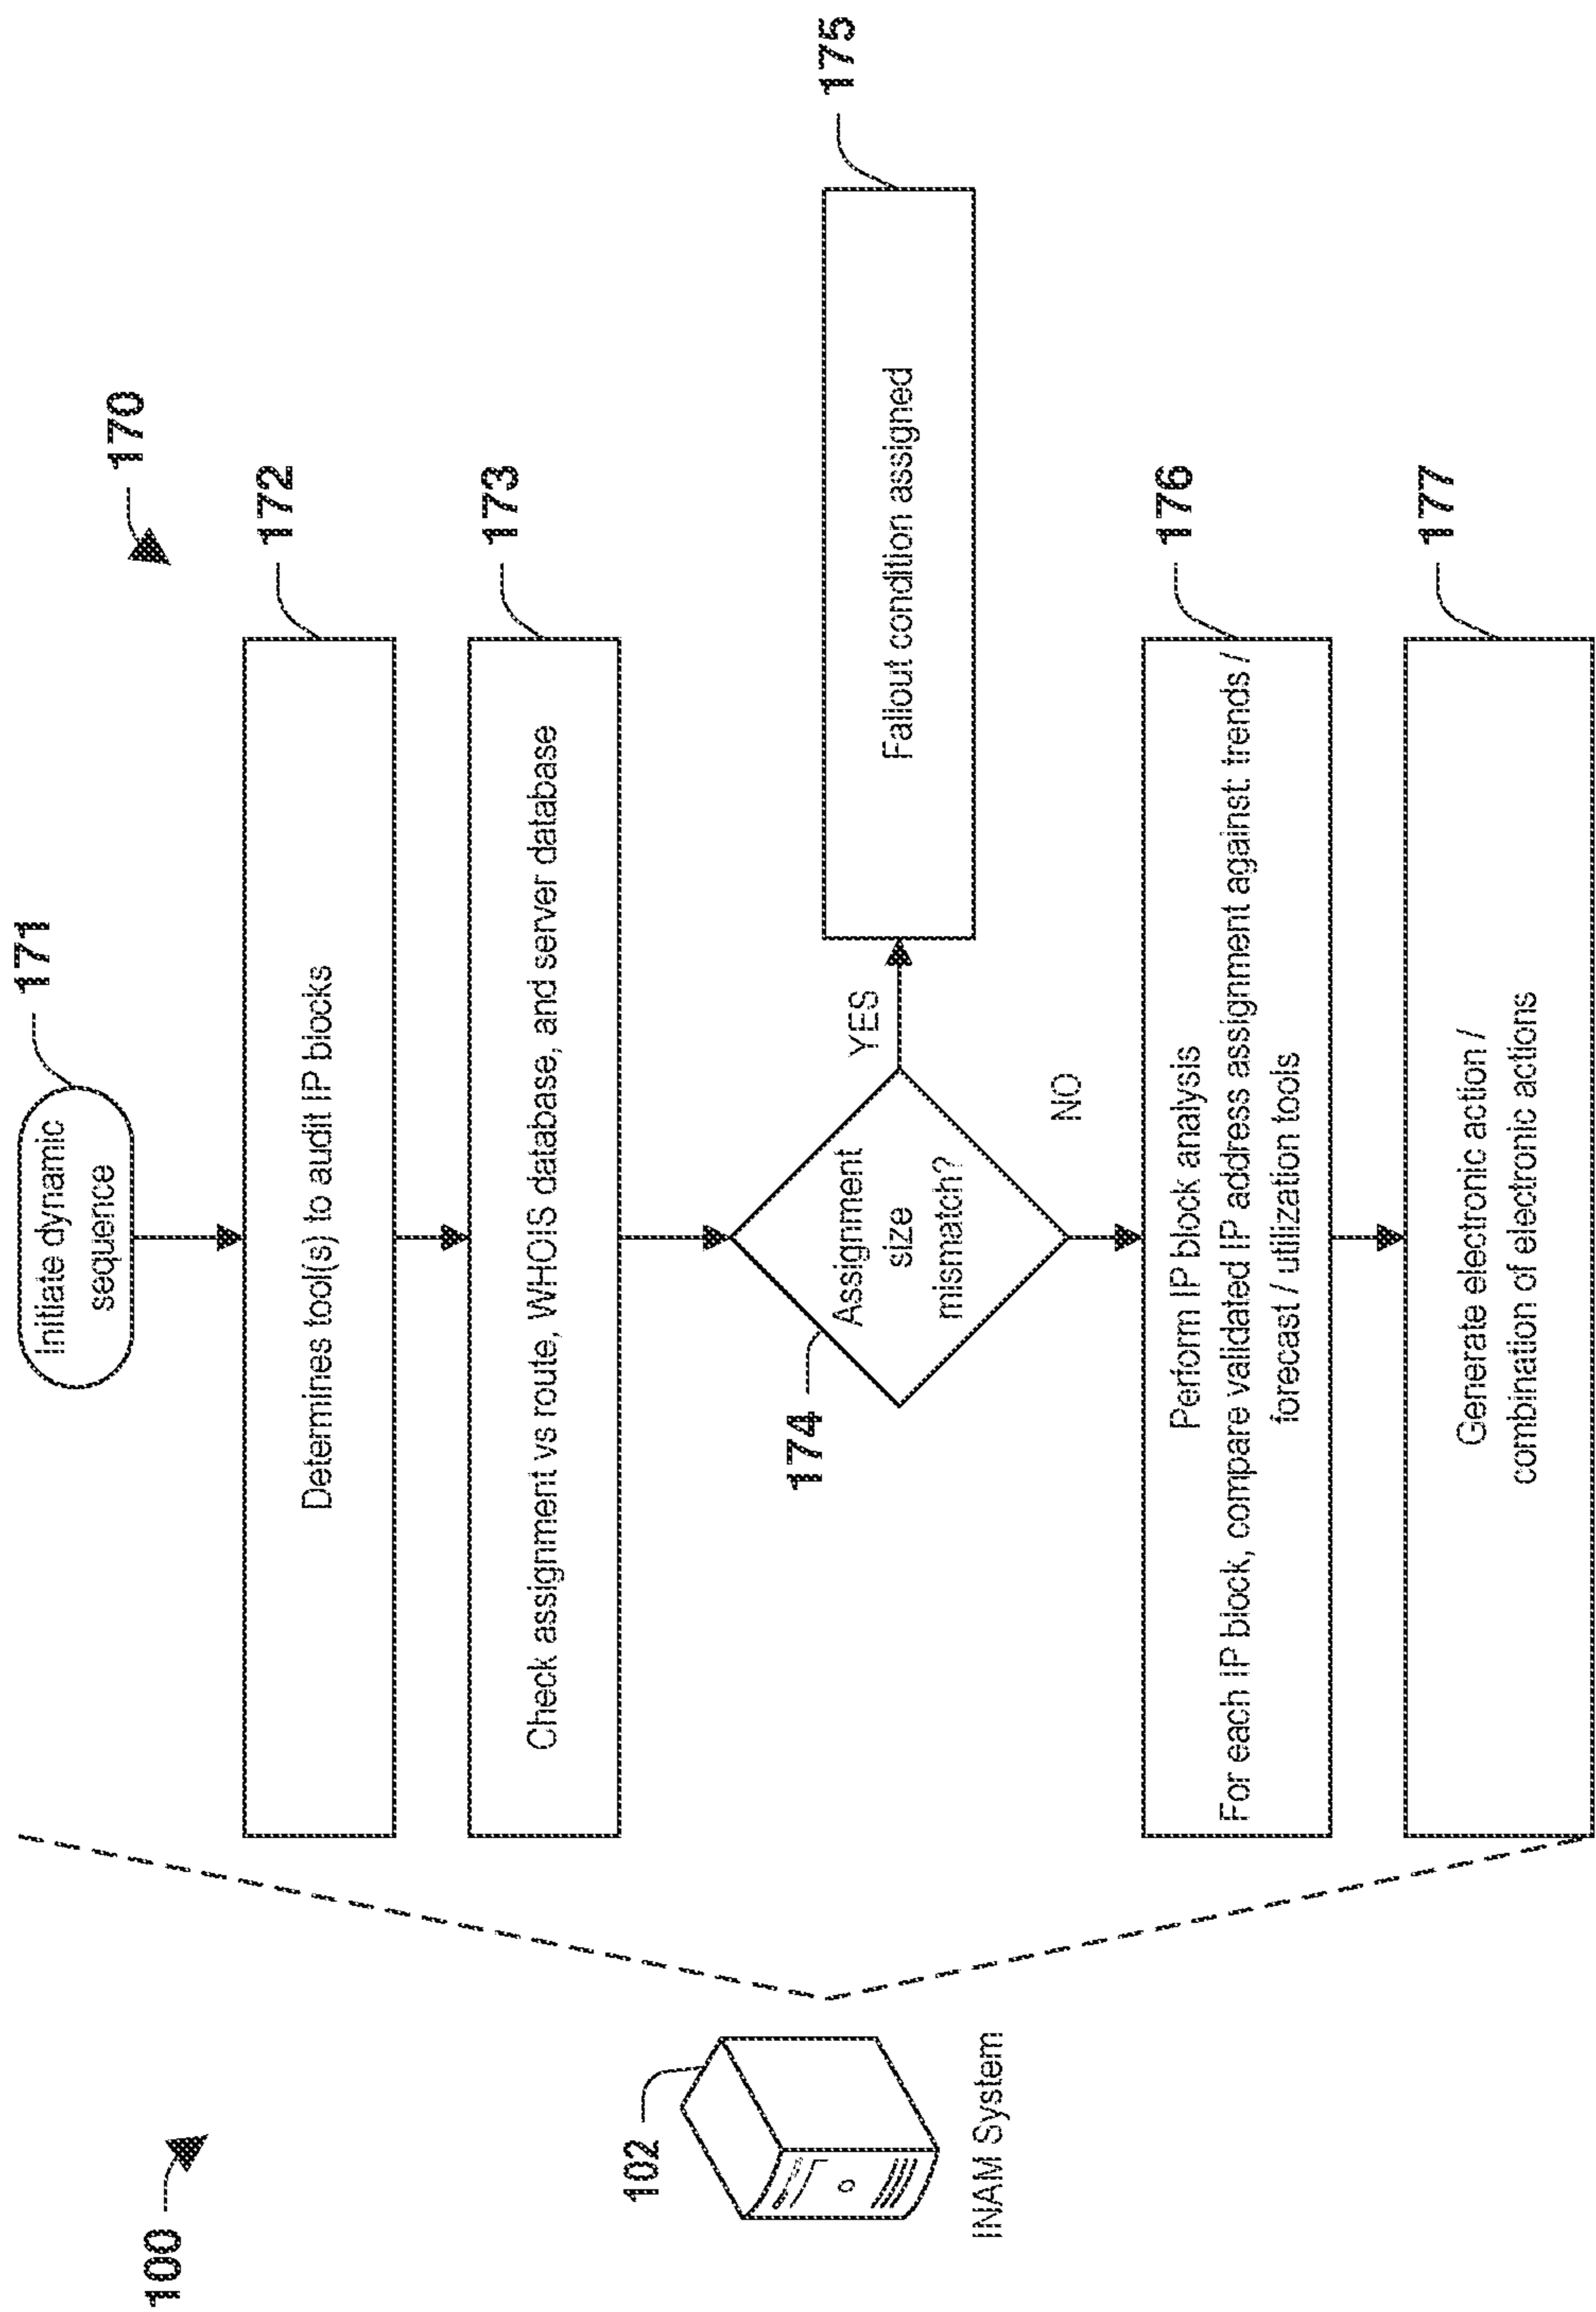 100
170
171
Initiate dynamic
sequence
172
Determines tool(s) to audit IP blocks
173
Check assignment vs route, WHOIS database, and server database
102
INAM System
174
Assignment
size
mismatch?
YES
175
Fallout condition assigned
NO
176
Perform IP block analysis
For each IP block, compare validated IP address assignment against: trends /
forecast / utilization tools
177
Generate electronic action /
combination of electronic actions